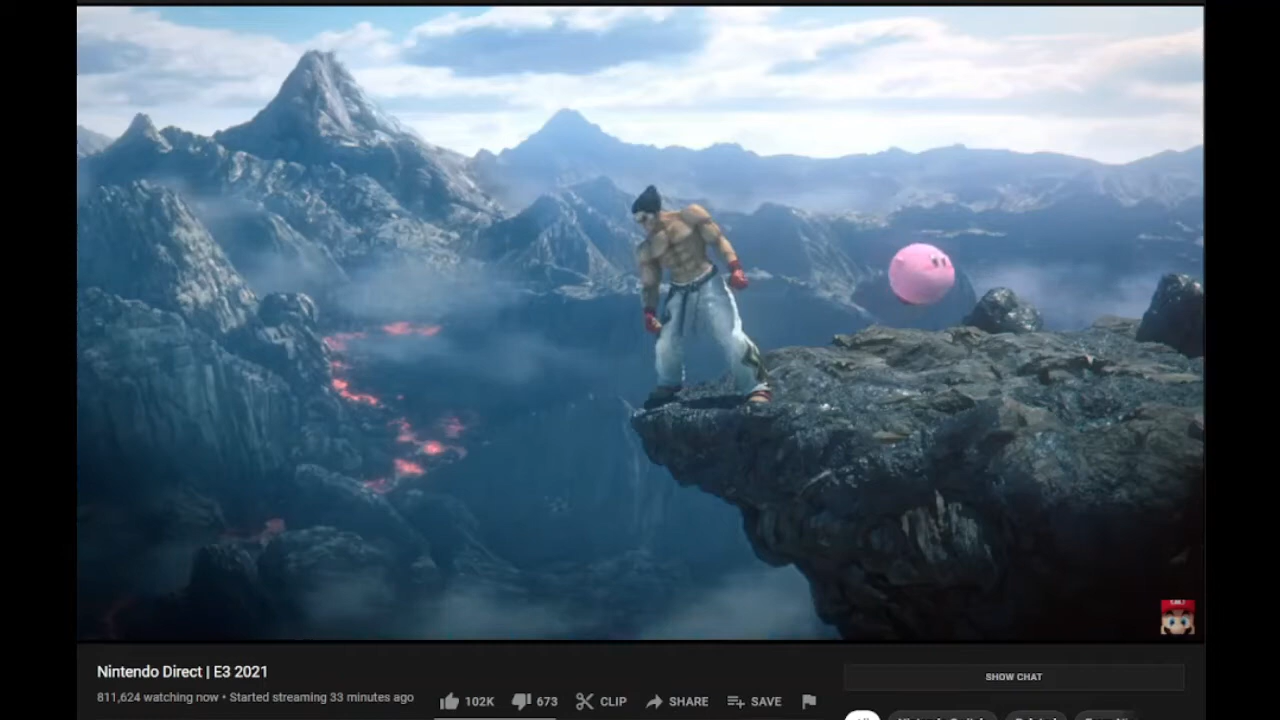 Nintendo Direct | E3 2021
811,624 watching now • Started streaming 33 minutes ago
102K
673
CLIP
SHARE
SAVE
SHOW CHAT